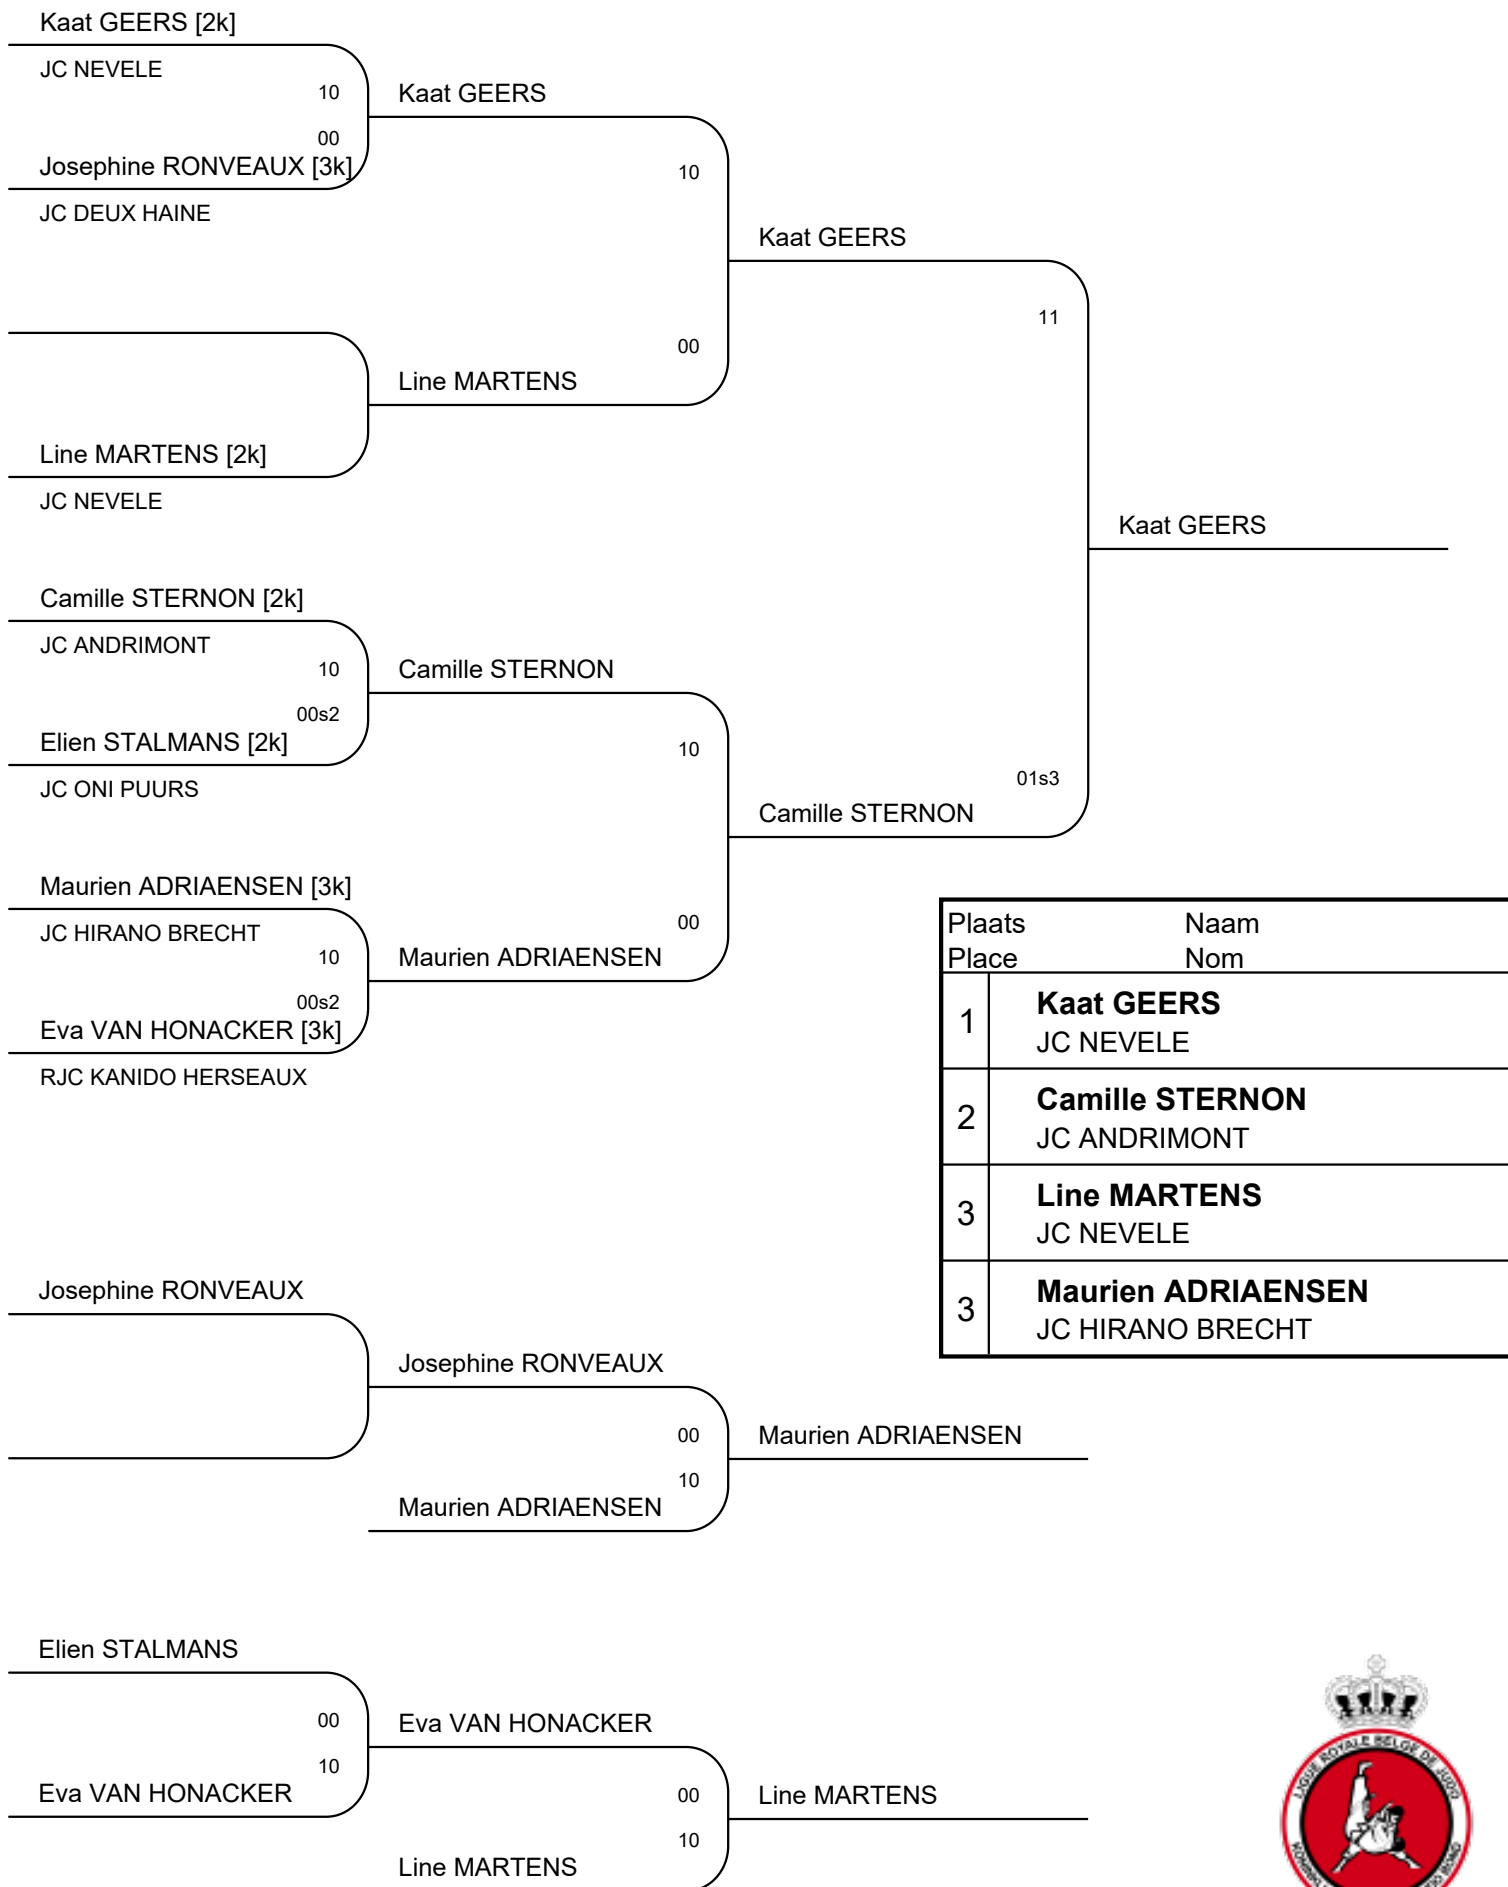 Kaat GEERS [2k]
JC NEVELE
10
00
Josephine RONVEAUX [3k]
JC DEUX HAINE
Kaat GEERS
10
00
Line MARTENS
Line MARTENS [2k]
JC NEVELE
Kaat GEERS
11
01s3
Camille STERNON
Kaat GEERS
Camille STERNON [2k]
JC ANDRIMONT
10
00s2
Elien STALMANS [2k]
JC ONI PUURS
Camille STERNON
10
00
Maurien ADRIAENSEN
Maurien ADRIAENSEN [3k]
JC HIRANO BRECHT
10
00s2
Eva VAN HONACKER [3k]
RJC KANIDO HERSEAUX
Plaats Naam
Place Nom
1 Kaat GEERS
JC NEVELE
2 Camille STERNON
JC ANDRIMONT
3 Line MARTENS
JC NEVELE
3 Maurien ADRIAENSEN
JC HIRANO BRECHT
Josephine RONVEAUX
Josephine RONVEAUX
00
10
Maurien ADRIAENSEN
Maurien ADRIAENSEN
Elien STALMANS
00
10
Eva VAN HONACKER
Eva VAN HONACKER
00
10
Line MARTENS
Line MARTENS
LIGUE ROYALE BELGE DE JUDO